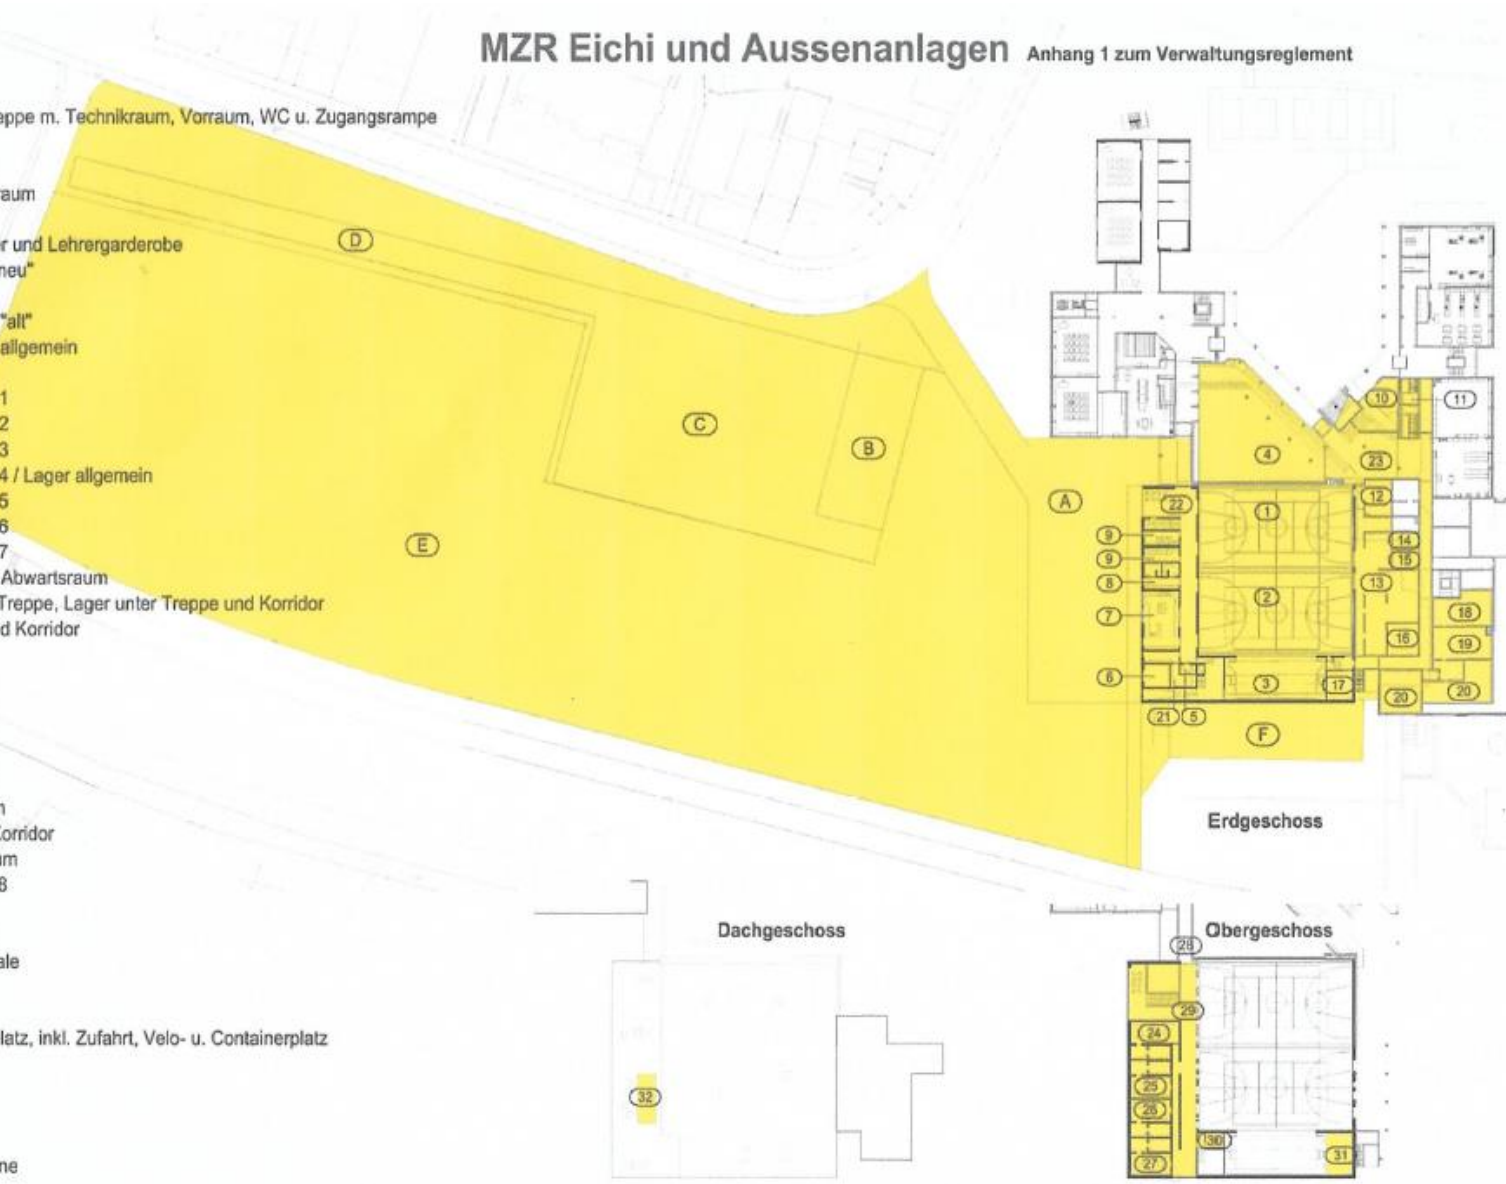 MZR Eichi und Aussenanlagen Anhang 1 zum Verwaltungsreglement
eppe m. Technikraum, Vorraum, WC u. Zugangsrampe
aum
r und Lehrergarderobe
neu"
"alt"
allgemein
1
2
3
4 / Lager allgemein
5
6
7
Abwartsraum
Treppe, Lager unter Treppe und Korridor
d Korridor
n
Korridor
um
8
ale
latz, inkl. Zufahrt, Velo- u. Containerplatz
ne
D
C
B
A
E
F
10
11
4
23
22
1
12
9
14
9
15
8
2
13
7
18
16
19
6
3
17
20
20
21
5
Erdgeschoss
Dachgeschoss
Obergeschoss
28
29
24
25
26
32
30
31
27